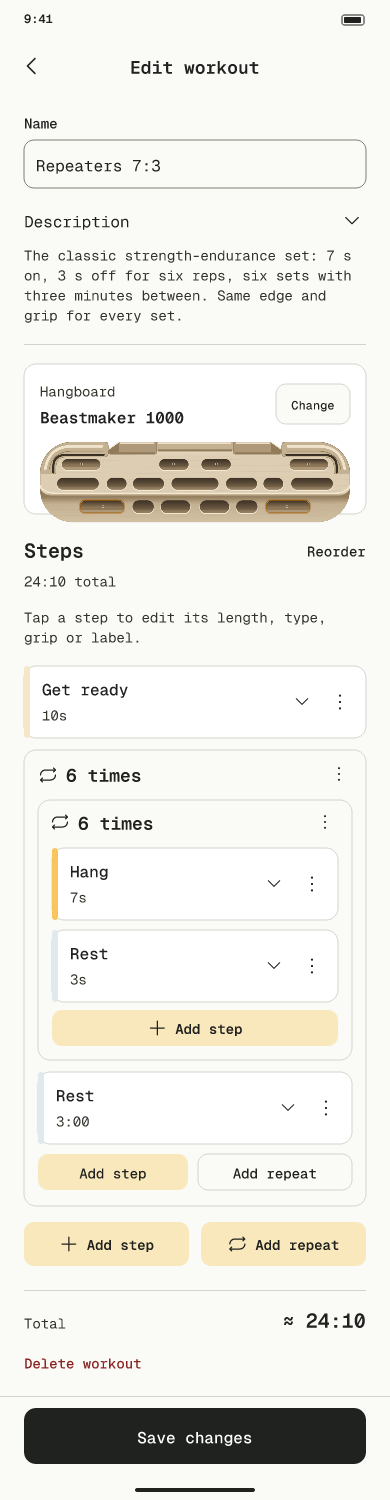 9:41
Edit workout
Name
Repeaters 7:3
Description
The classic strength-endurance set: 7 s
on, 3 s off for six reps, six sets with
three minutes between. Same edge and
grip for every set.
Hangboard
Beastmaker 1000
Change
Steps
Reorder
24:10 total
Tap a step to edit its length, type,
grip or label.
Get ready
10s
6 times
6 times
Hang
7s
Rest
3s
Add step
Rest
3:00
Add step
Add repeat
Add step
Add repeat
Total
≈ 24:10
Delete workout
Save changes